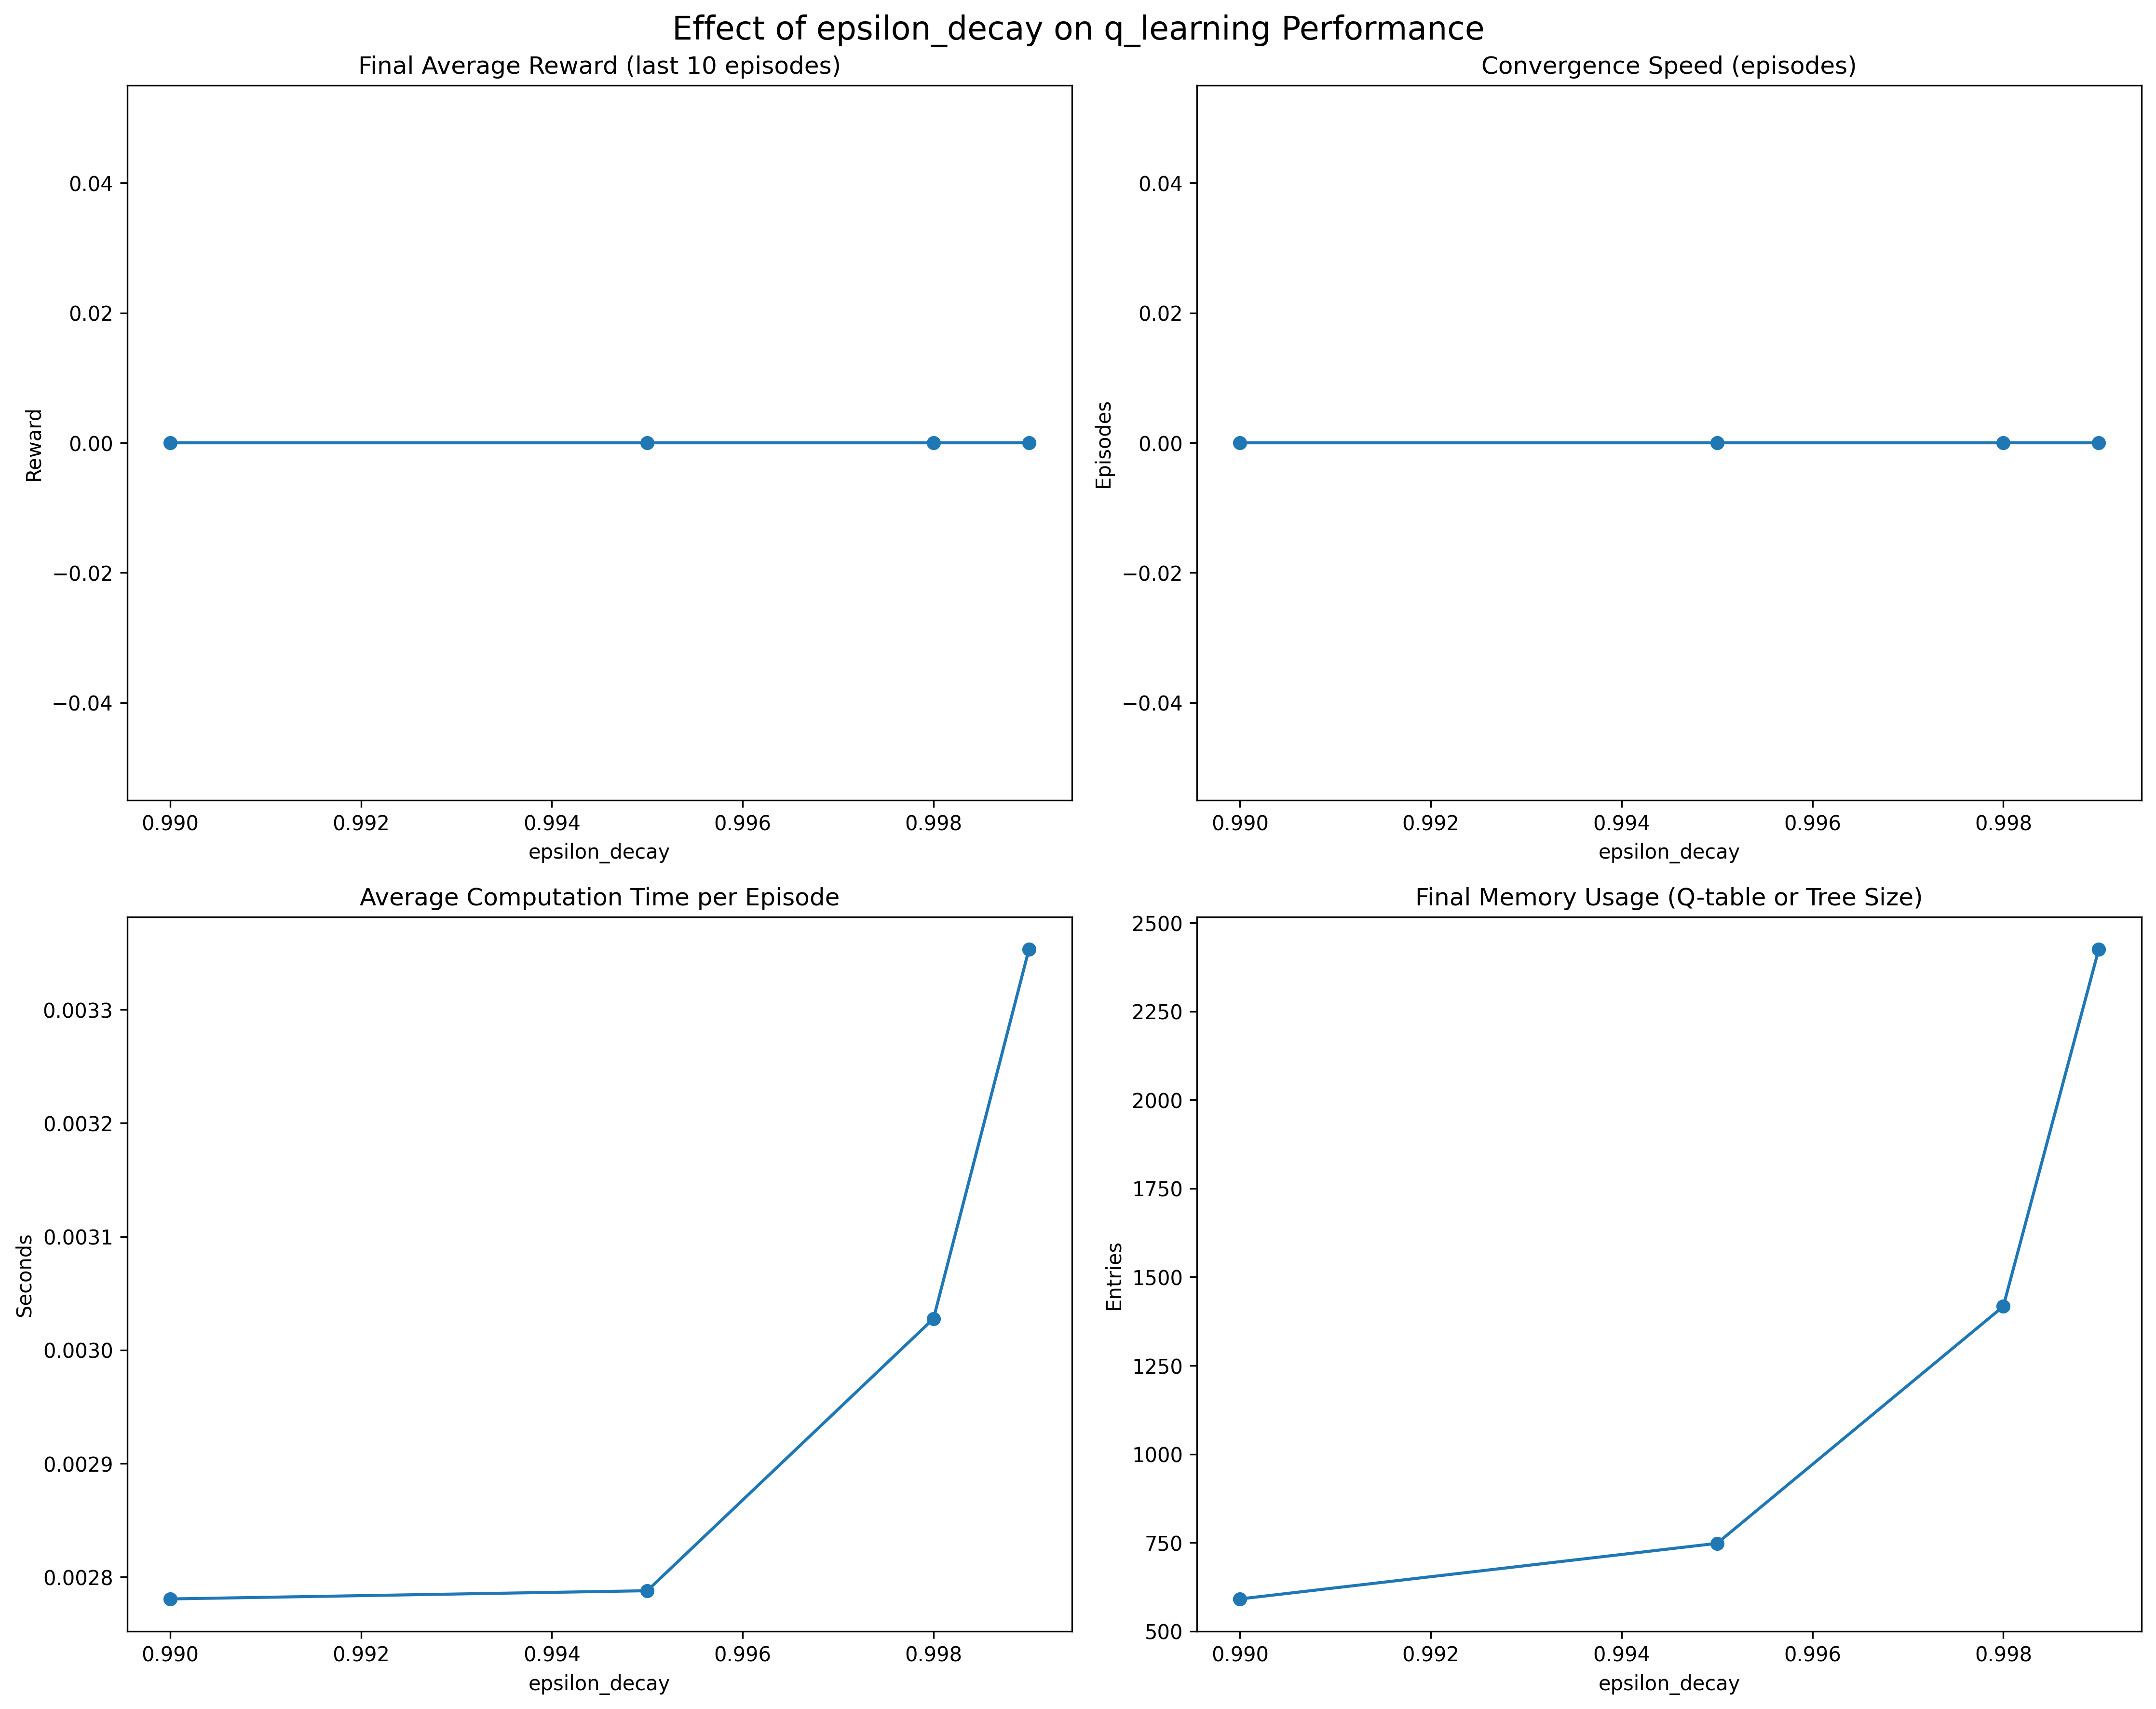 Effect of epsilon_decay on q_learning Performance
Final Average Reward (last 10 episodes)
0.04
0.02
0.00
−0.02
−0.04
Reward
0.990 0.992 0.994 0.996 0.998
epsilon_decay
Convergence Speed (episodes)
0.04
0.02
0.00
−0.02
−0.04
Episodes
0.990 0.992 0.994 0.996 0.998
epsilon_decay
Average Computation Time per Episode
0.0033
0.0032
0.0031
0.0030
0.0029
0.0028
Seconds
0.990 0.992 0.994 0.996 0.998
epsilon_decay
Final Memory Usage (Q-table or Tree Size)
2500
2250
2000
1750
1500
1250
1000
750
500
Entries
0.990 0.992 0.994 0.996 0.998
epsilon_decay